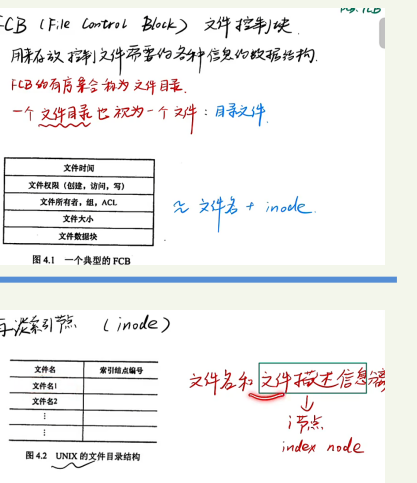 FCB (File Control Block) 文件控制块
用来存放控制文件需要的各种信息的数据结构.
FCB的有序集合称为文件目录.
一个文件目录也视为一个文件: 目录文件.
文件时间
文件权限(创建,访问,写)
文件所有者,组,ACL
文件大小
文件数据块
≈ 文件名 + inode.
图 4.1 一个典型的 FCB
索引节点 (inode)
文件名 索引结点编号
文件名1
文件名2
⋮
⋮
图 4.2 UNIX 的文件目录结构
文件名和 文件描述信息
↓
i节点
index node